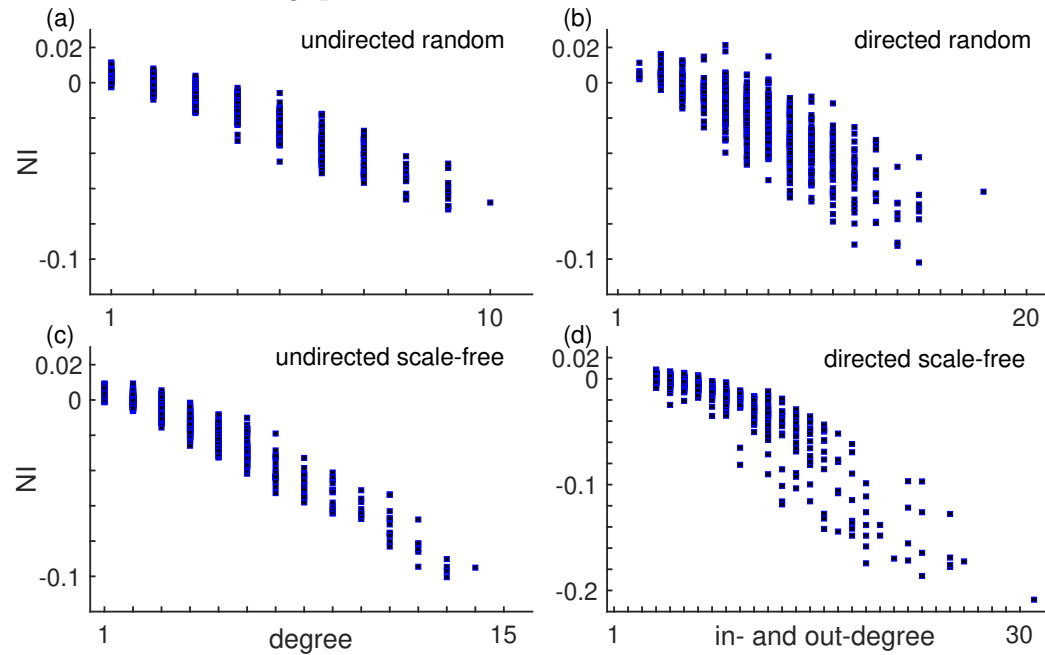 (a)
undirected random
0.02
0
NI
-0.1
1
10
(b)
directed random
0.02
0
-0.1
1
20
(c)
undirected scale-free
0.02
0
NI
-0.1
1
degree
15
(d)
directed scale-free
0.02
0
-0.1
-0.2
1
in- and out-degree
30